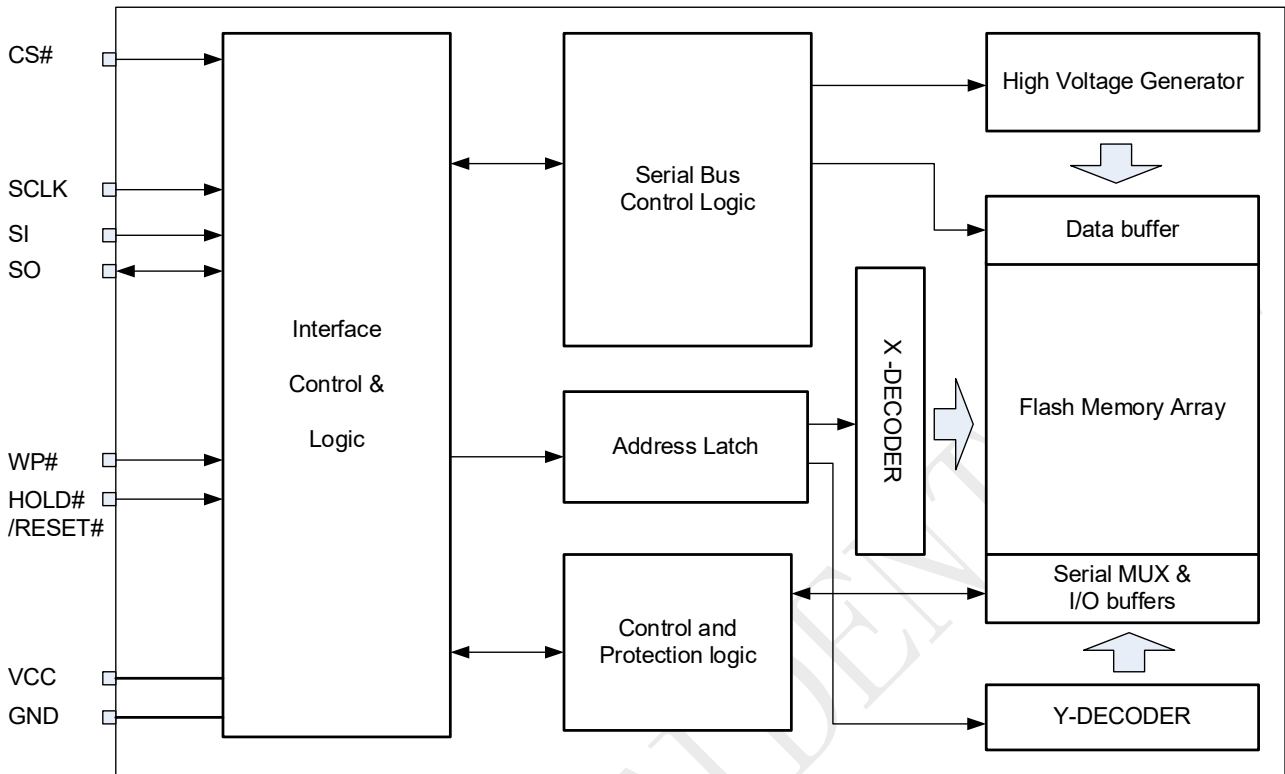 CS#
SCLK
SI
SO
WP#
HOLD#
/RESET#
VCC
GND
Interface
Control &
Logic
Serial Bus
Control Logic
Address Latch
Control and
Protection logic
X-DECODER
High Voltage Generator
Data buffer
Flash Memory Array
Serial MUX &
I/O buffers
Y-DECODER